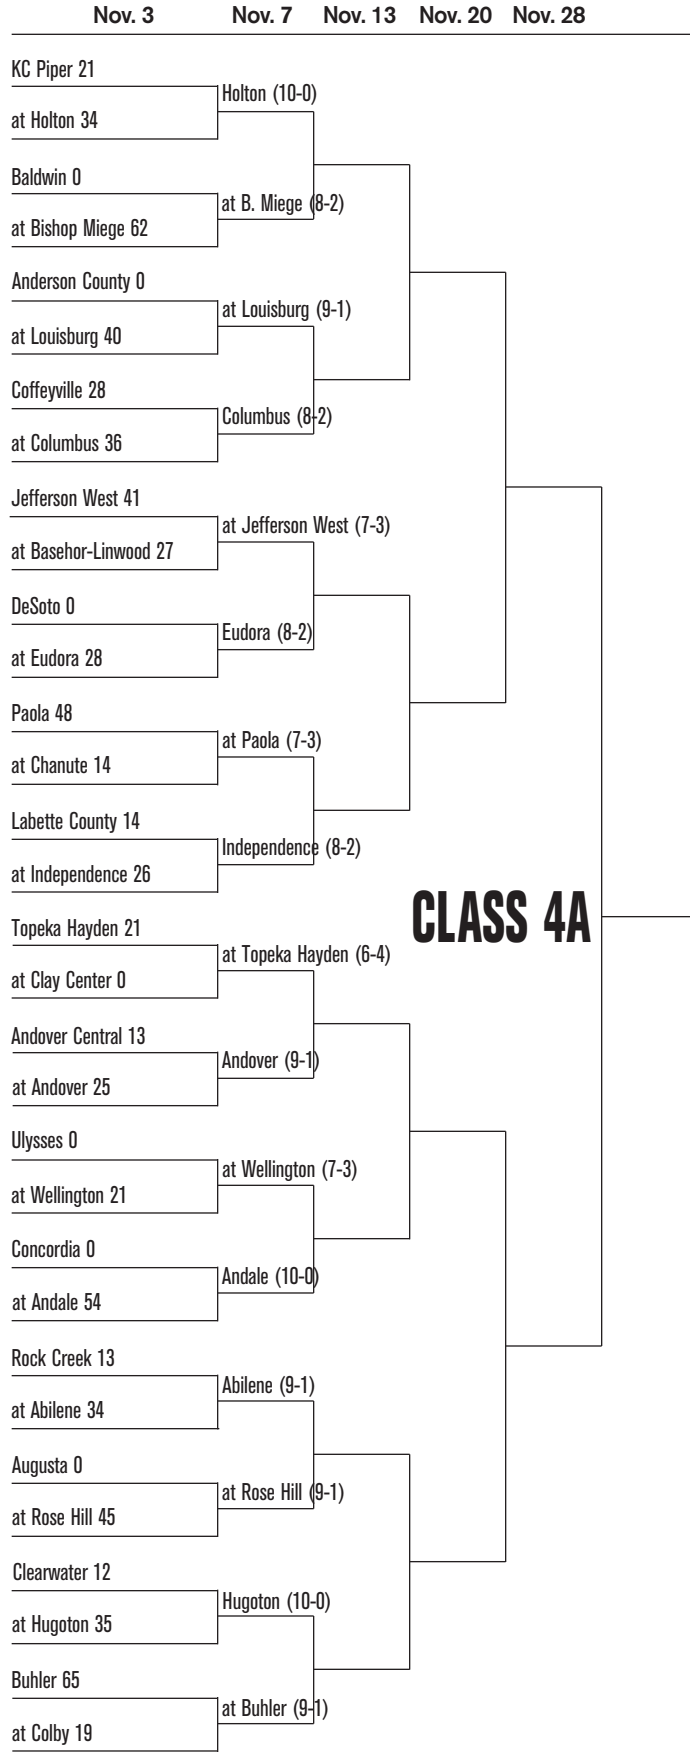 Nov. 3 Nov. 7 Nov. 13 Nov. 20 Nov. 28
KC Piper 21
Holton (10-0)
at Holton 34
Baldwin 0
at B. Miege (8-2)
at Bishop Miege 62
Anderson County 0
at Louisburg (9-1)
at Louisburg 40
Coffeyville 28
Columbus (8-2)
at Columbus 36
Jefferson West 41
at Jefferson West (7-3)
at Basehor-Linwood 27
DeSoto 0
Eudora (8-2)
at Eudora 28
Paola 48
at Paola (7-3)
at Chanute 14
Labette County 14
Independence (8-2)
at Independence 26
CLASS 4A
Topeka Hayden 21
at Topeka Hayden (6-4)
at Clay Center 0
Andover Central 13
Andover (9-1)
at Andover 25
Ulysses 0
at Wellington (7-3)
at Wellington 21
Concordia 0
Andale (10-0)
at Andale 54
Rock Creek 13
Abilene (9-1)
at Abilene 34
Augusta 0
at Rose Hill (9-1)
at Rose Hill 45
Clearwater 12
Hugoton (10-0)
at Hugoton 35
Buhler 65
at Buhler (9-1)
at Colby 19